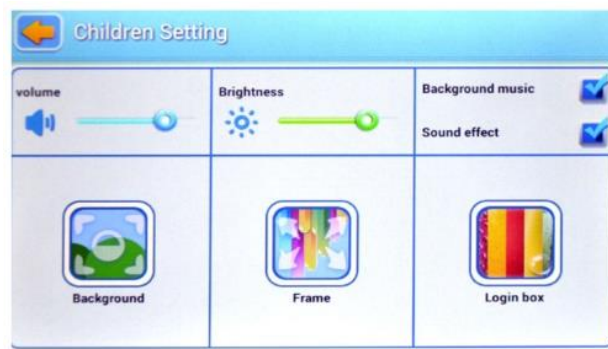 Children Setting
volume
Brightness
Background music
Sound effect
Background
Frame
Login box